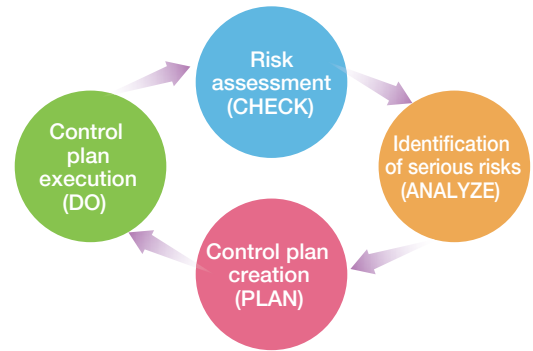 Risk
assessment
(CHECK)
Identification
of serious risks
(ANALYZE)
Control plan
creation
(PLAN)
Control
plan
execution
(DO)